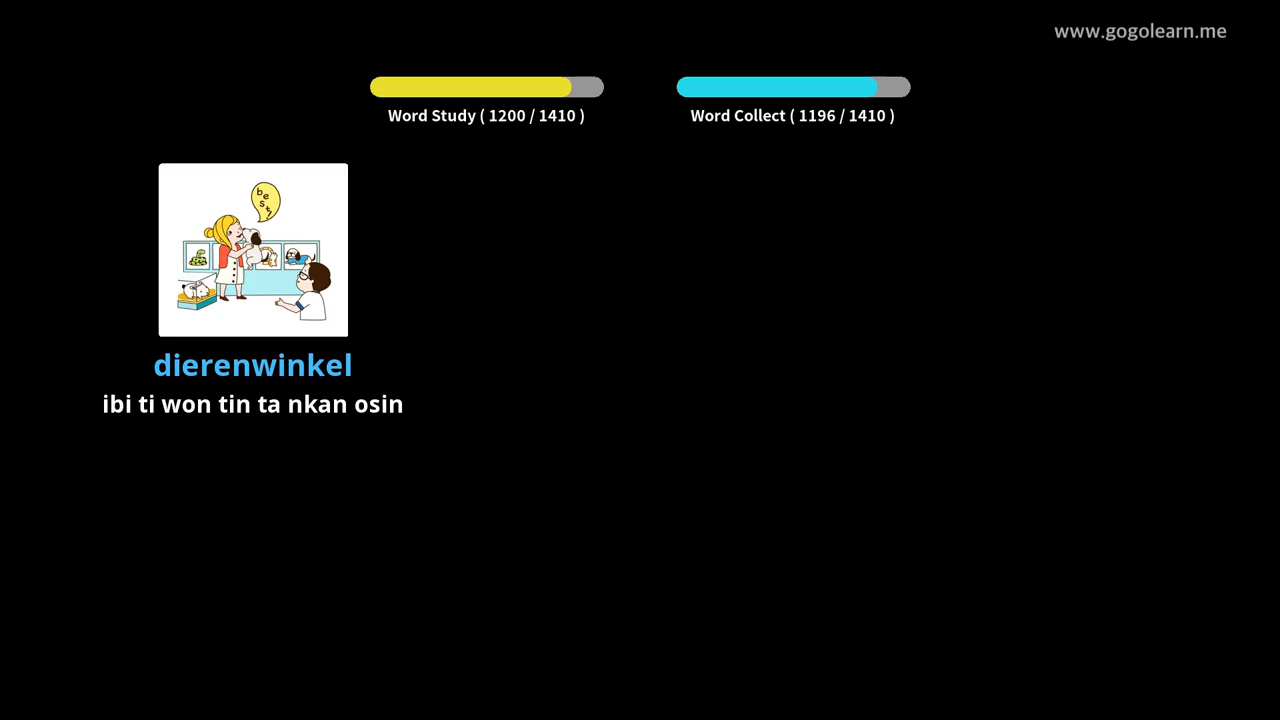 www.gogolearn.me
Word Study ( 1200 / 1410 )
Word Collect ( 1196 / 1410 )
best!
dierenwinkel
ibi ti won tin ta nkan osin